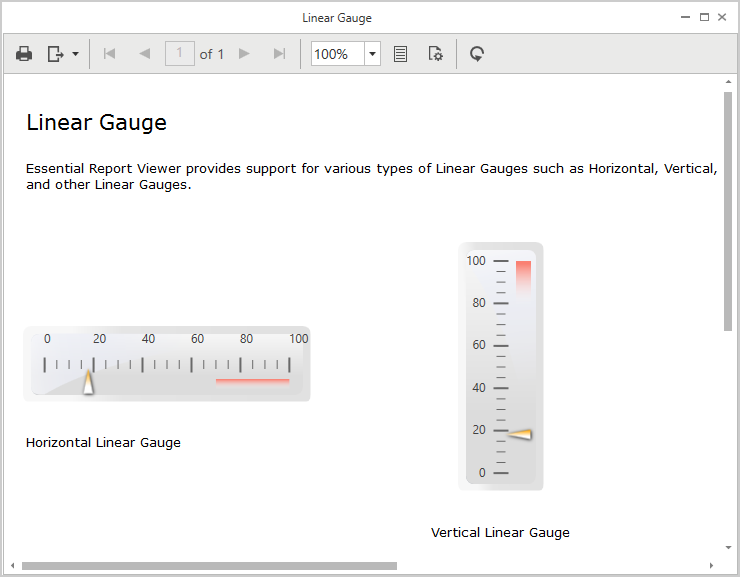 Linear Gauge
1 of 1
100%
Linear Gauge
Essential Report Viewer provides support for various types of Linear Gauges such as Horizontal, Vertical,
and other Linear Gauges.
0 20 40 60 80 100
Horizontal Linear Gauge
100
80
60
40
20
0
Vertical Linear Gauge